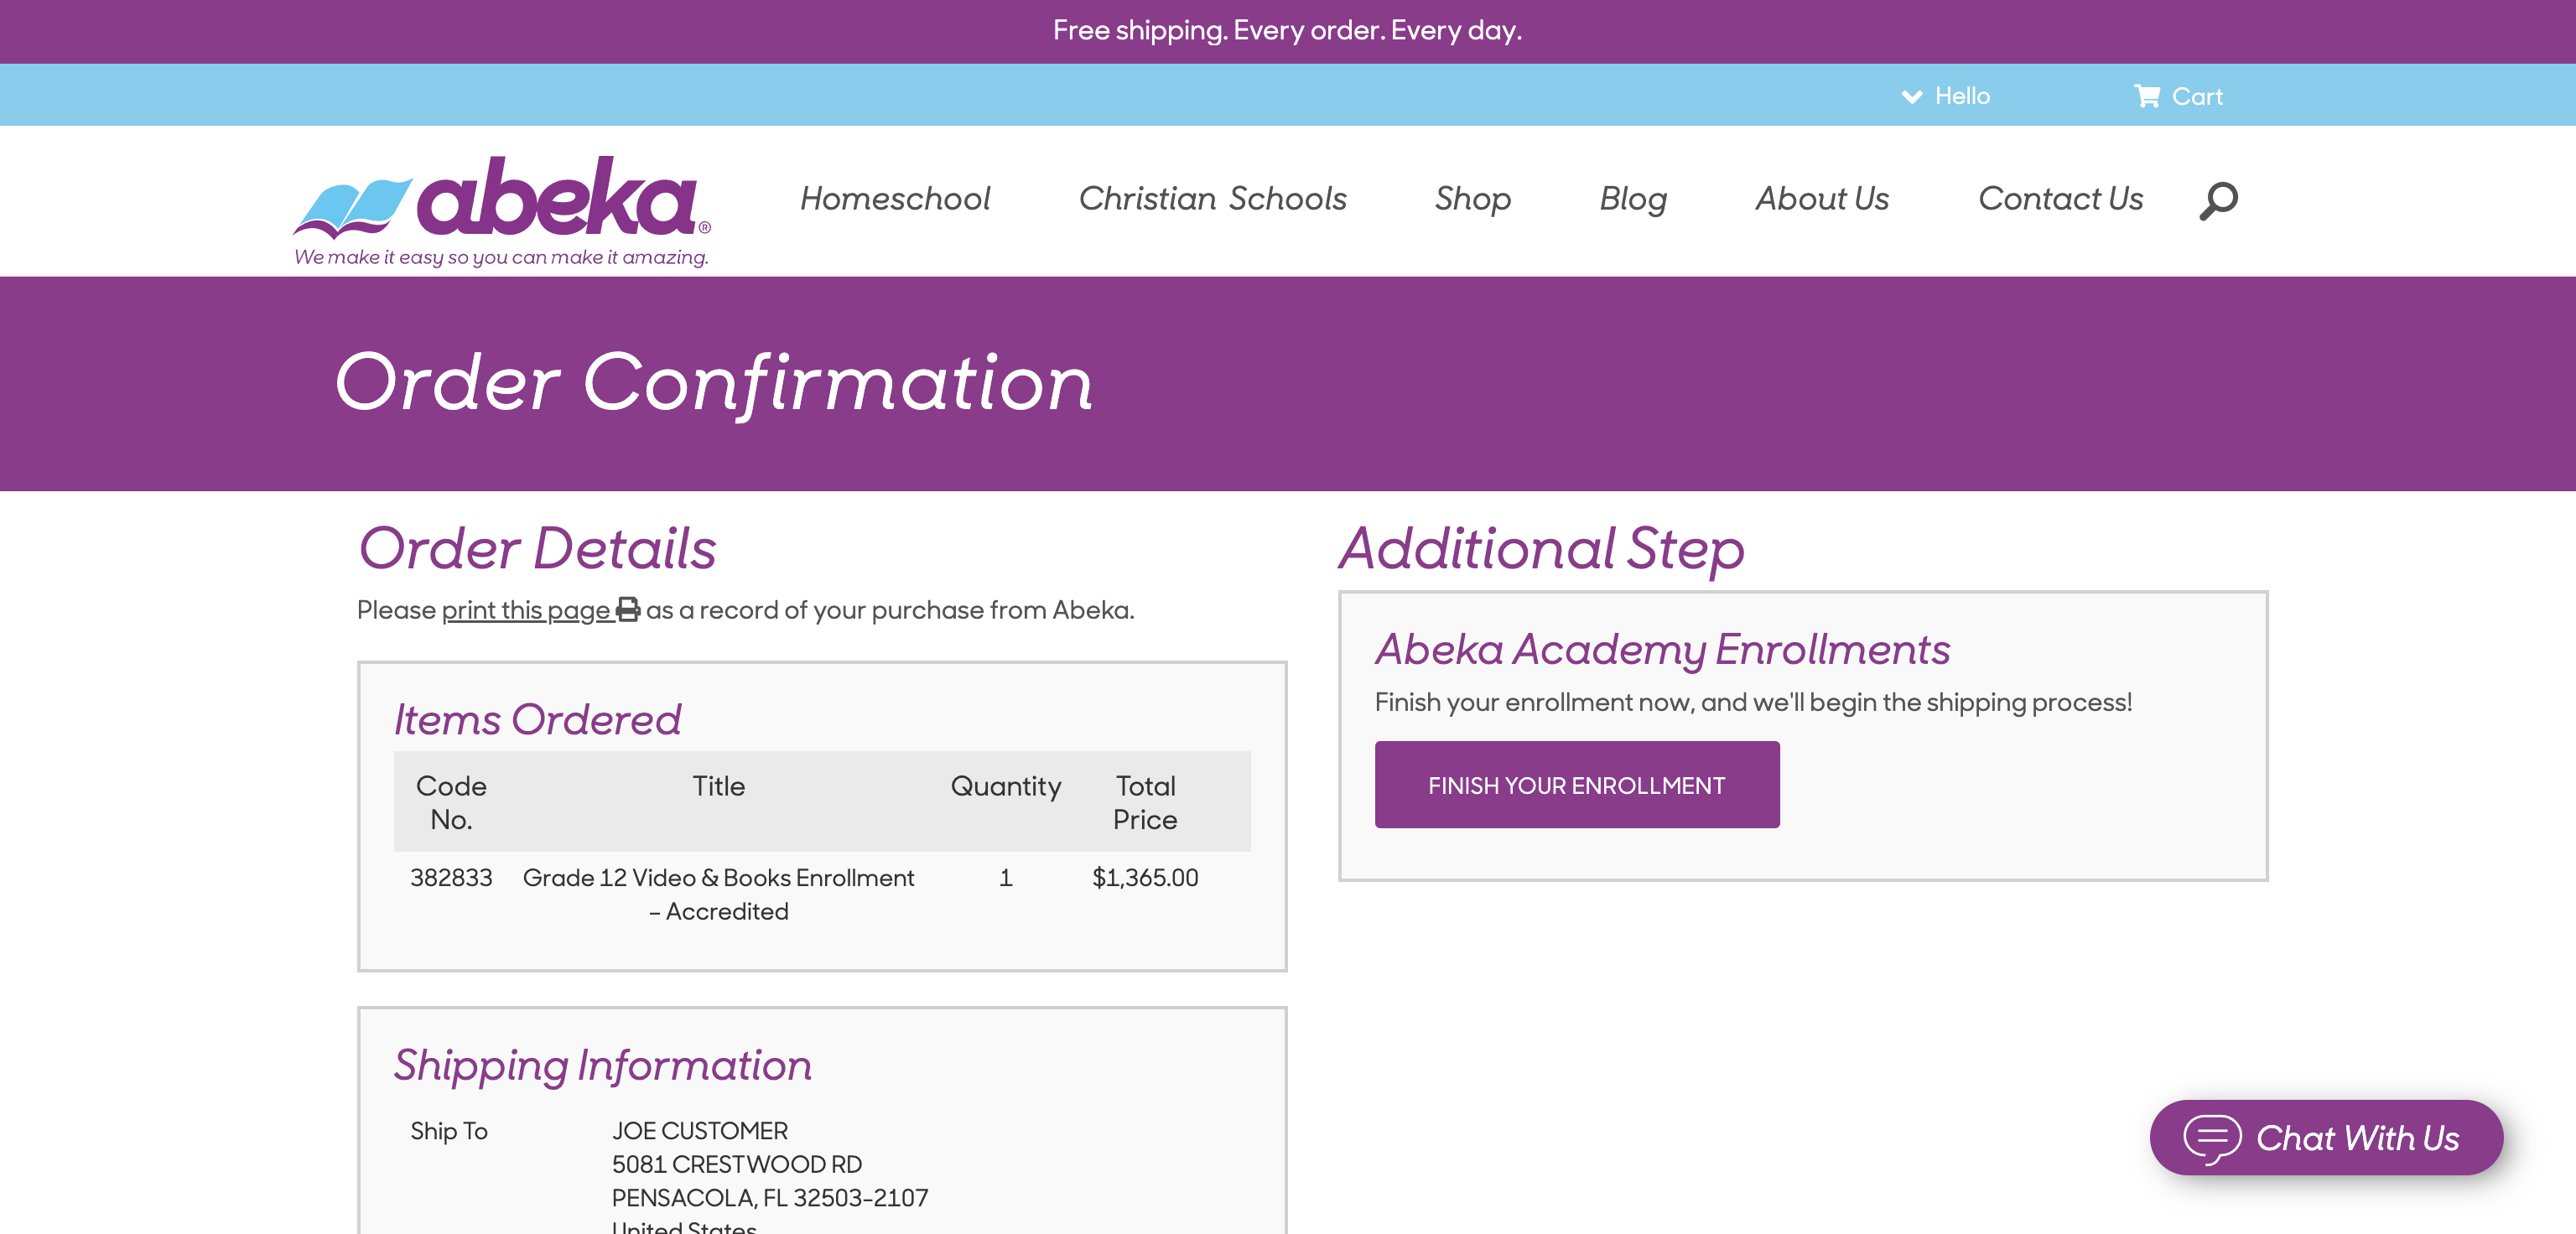 Free shipping. Every order. Every day.
Hello
Cart
abeka®
We make it easy so you can make it amazing.
Homeschool
Christian Schools
Shop
Blog
About Us
Contact Us
Order Confirmation
Order Details
Please print this page as a record of your purchase from Abeka.
Items Ordered
Code No.
Title
Quantity
Total Price
382833
Grade 12 Video & Books Enrollment
– Accredited
1
$1,365.00
Shipping Information
Ship To
JOE CUSTOMER
5081 CRESTWOOD RD
PENSACOLA, FL 32503-2107
United States
Additional Step
Abeka Academy Enrollments
Finish your enrollment now, and we'll begin the shipping process!
FINISH YOUR ENROLLMENT
Chat With Us